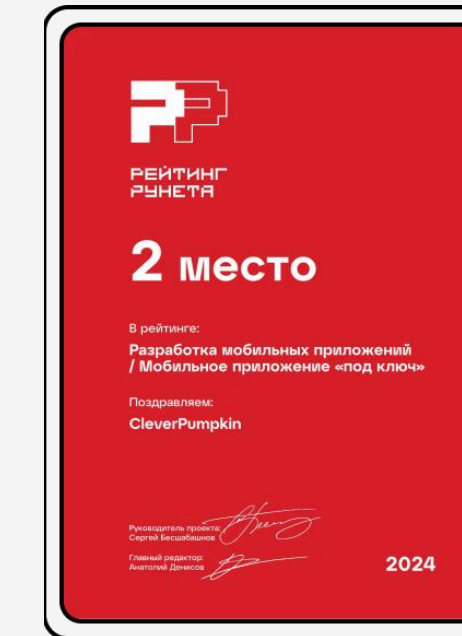 РЕЙТИНГ
РУНЕТА
2 место
В рейтинге:
Разработка мобильных приложений
/ Мобильное приложение «под ключ»
Поздравляем:
CleverPumpkin
Руководитель проекта:
Сергей Бесшабашнов
Главный редактор:
Анатолий Денисов
2024